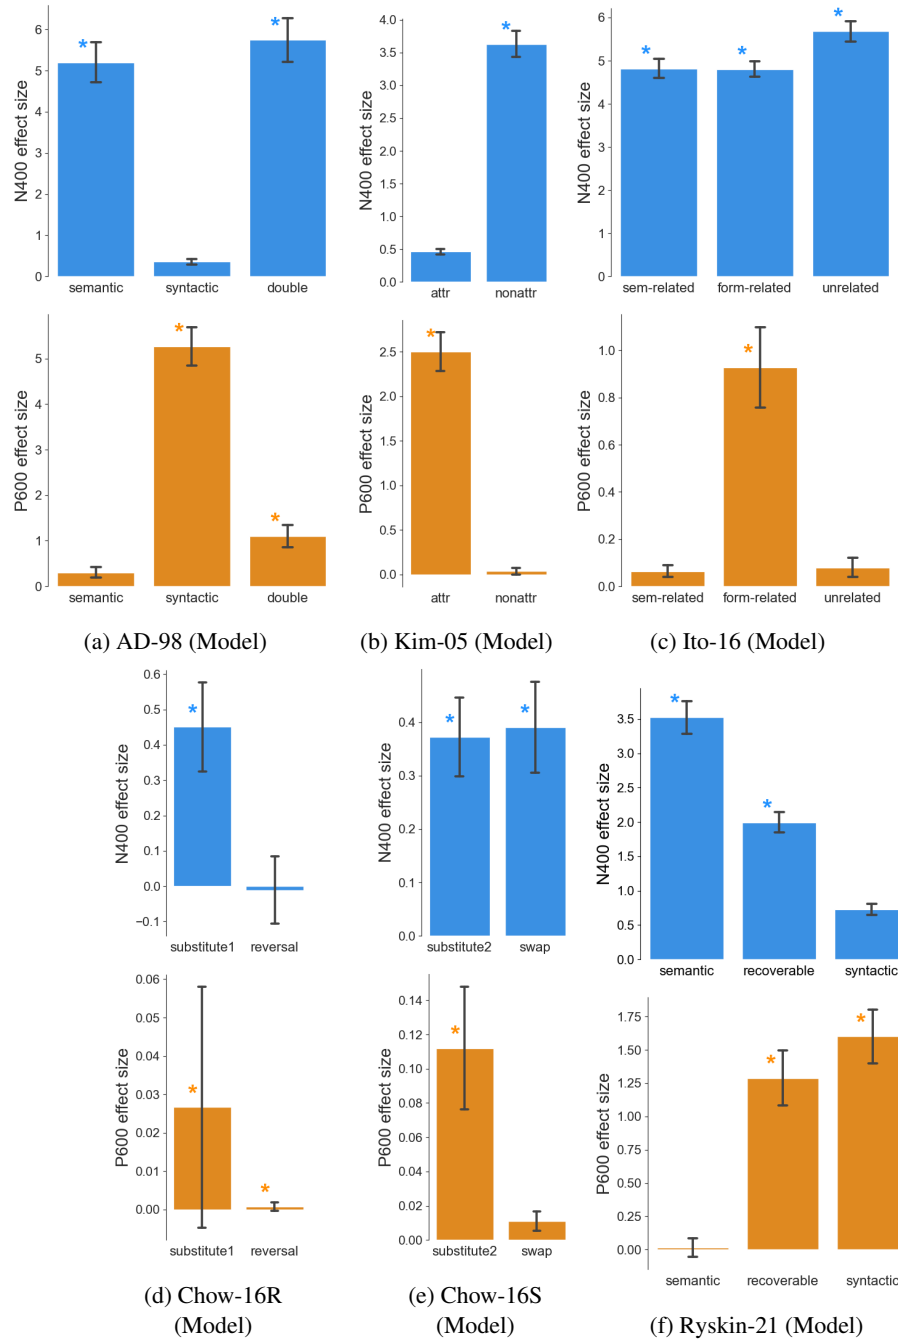 N400 effect size
6
5
4
3
2
1
0
*
*
semantic
syntactic
double
N400 effect size
4.0
3.5
3.0
2.5
2.0
1.5
1.0
0.5
0.0
*
attr
nonattr
N400 effect size
6
5
4
3
2
1
0
*
*
*
sem-related
form-related
unrelated
P600 effect size
5
4
3
2
1
0
*
*
semantic
syntactic
double
P600 effect size
2.5
2.0
1.5
1.0
0.5
0.0
*
attr
nonattr
P600 effect size
1.0
0.8
0.6
0.4
0.2
0.0
*
sem-related
form-related
unrelated
(a) AD-98 (Model)
(b) Kim-05 (Model)
(c) Ito-16 (Model)
N400 effect size
0.6
0.5
0.4
0.3
0.2
0.1
0.0
−0.1
*
substitute1
reversal
N400 effect size
0.4
0.3
0.2
0.1
0.0
*
*
substitute2
swap
N400 effect size
3.5
3.0
2.5
2.0
1.5
1.0
0.5
0.0
*
*
semantic
recoverable
syntactic
P600 effect size
0.06
0.05
0.04
0.03
0.02
0.01
0.00
*
*
substitute1
reversal
P600 effect size
0.14
0.12
0.10
0.08
0.06
0.04
0.02
0.00
*
substitute2
swap
P600 effect size
1.75
1.50
1.25
1.00
0.75
0.50
0.25
0.00
*
*
semantic
recoverable
syntactic
(d) Chow-16R
(Model)
(e) Chow-16S
(Model)
(f) Ryskin-21 (Model)